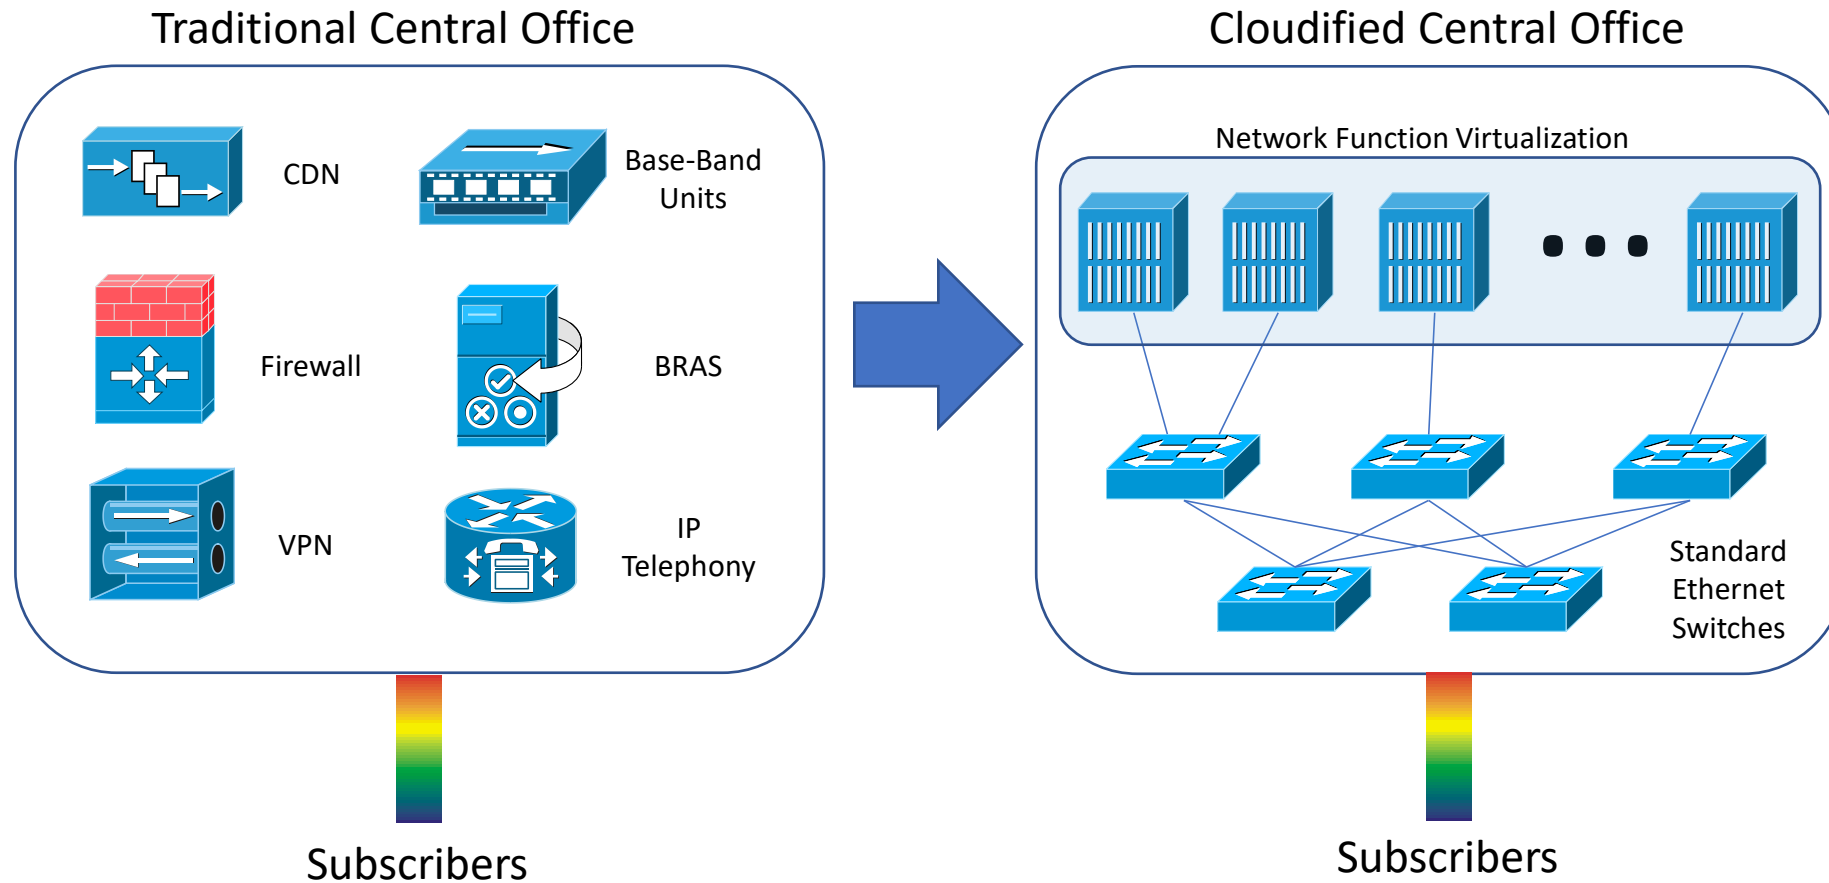 Traditional Central Office
CDN
Base-Band
Units
Firewall
BRAS
VPN
IP
Telephony
Subscribers
Cloudified Central Office
Network Function Virtualization
Standard
Ethernet
Switches
Subscribers